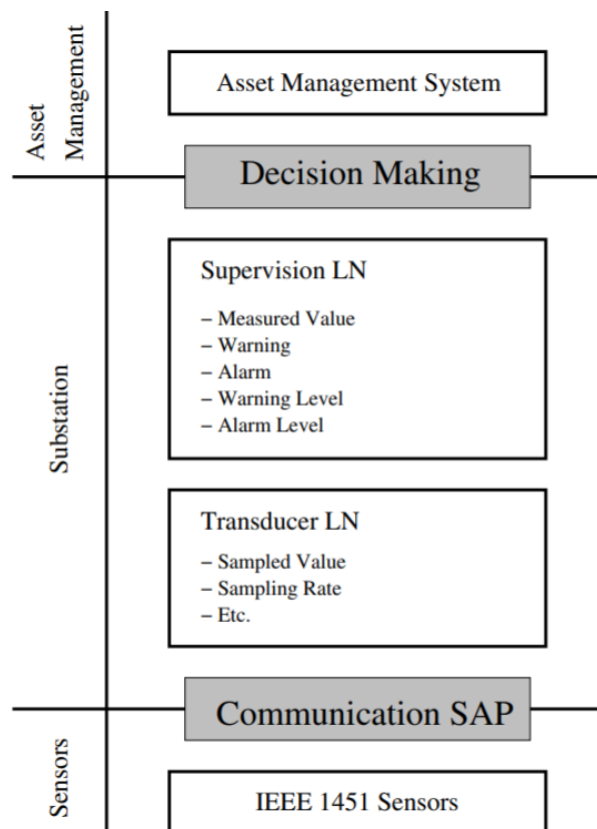 Asset
Management
Asset Management System
Decision Making
Substation
Supervision LN
– Measured Value
– Warning
– Alarm
– Warning Level
– Alarm Level
Transducer LN
– Sampled Value
– Sampling Rate
– Etc.
Communication SAP
Sensors
IEEE 1451 Sensors